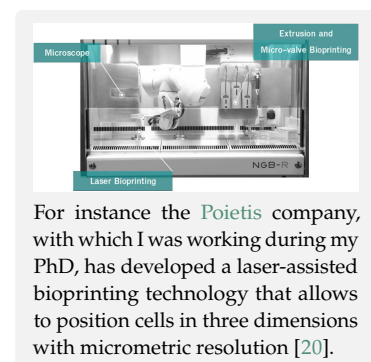 Extrusion and
Micro-valve Bioprinting
Microscope
NGB-R
Laser Bioprinting
For instance the Poietis company,
with which I was working during my
PhD, has developed a laser-assisted
bioprinting technology that allows
to position cells in three dimensions
with micrometric resolution [20].